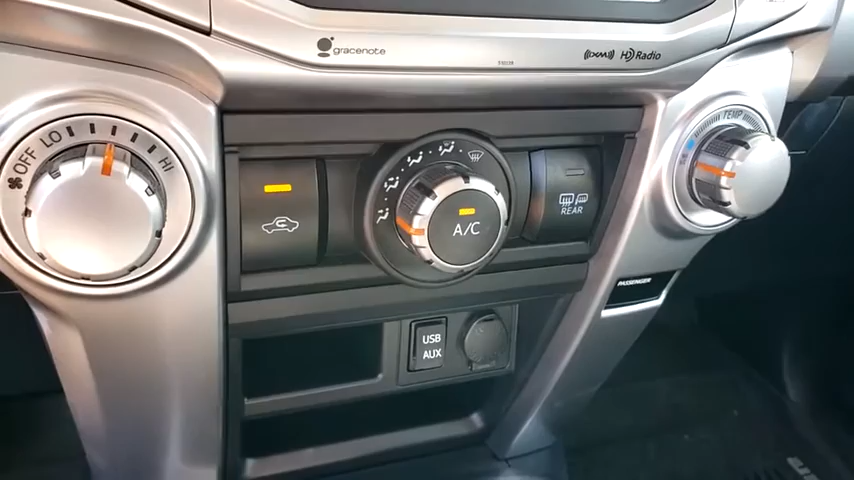 gracenote
(((XM)))
HD Radio
OFF LO HI
TEMP
A/C
REAR
PASSENGER
USB
AUX